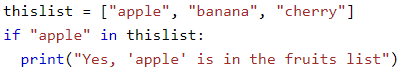 thislist = ["apple", "banana", "cherry"]
if "apple" in thislist:
  print("Yes, 'apple' is in the fruits list")